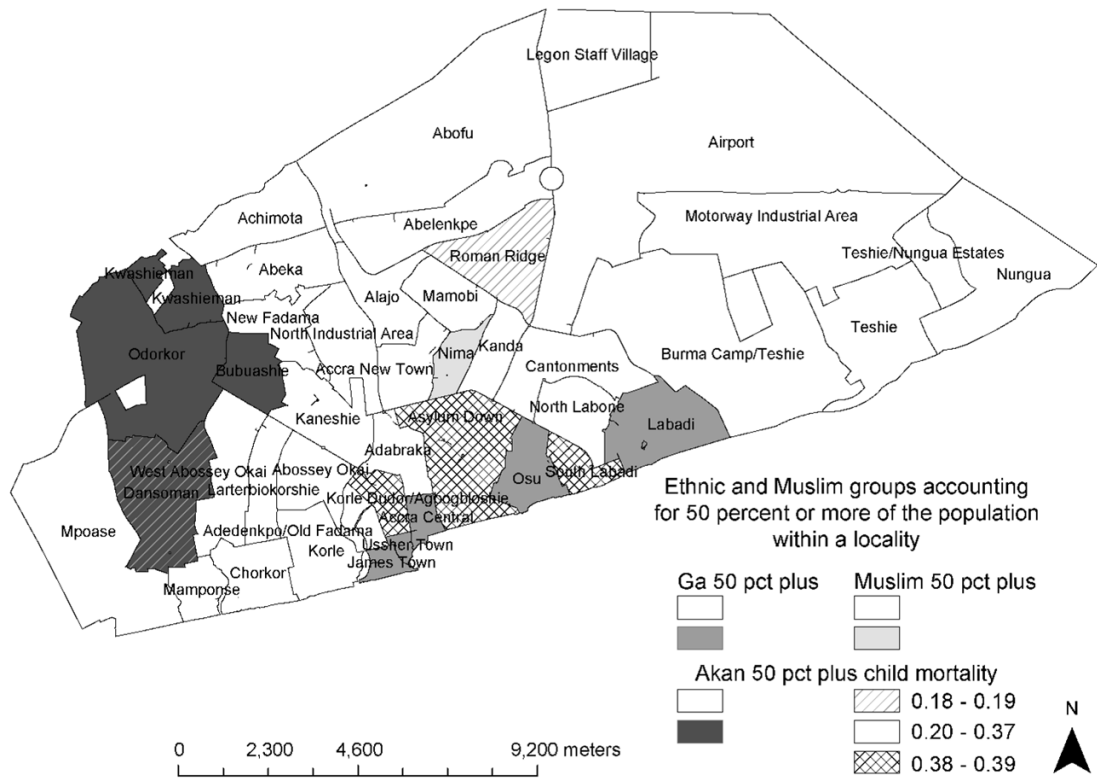 Legon Staff Village
Abofu
Airport
Achimota
Abelenkpe
Motorway Industrial Area
Roman Ridge
Teshie/Nungua Estates
Kwashieman
Abeka
Nungua
Kwashieman
Alajo
Mamobi
New Fadama
North Industrial Area
Teshie
Odorkor
Nima
Kanda
Burma Camp/Teshie
Bubuashie
Accra New Town
Cantonments
Kaneshie
North Labone
Asylum Down
Labadi
Adabraka
West Abossey Okai
Abossey Okai
South Labadi
Osu
Dansoman
Larterbiokorshie
Korle Dudor/Agbogbloshie
Accra Central
Mpoase
Adedenkpo/Old Fadama
Ussher Town
Korle
James Town
Chorkor
Mamponse
Ethnic and Muslim groups accounting
for 50 percent or more of the population
within a locality
Ga 50 pct plus
Muslim 50 pct plus
Akan 50 pct plus child mortality
0.18 - 0.19
0.20 - 0.37
0.38 - 0.39
N
0 2,300 4,600 9,200 meters